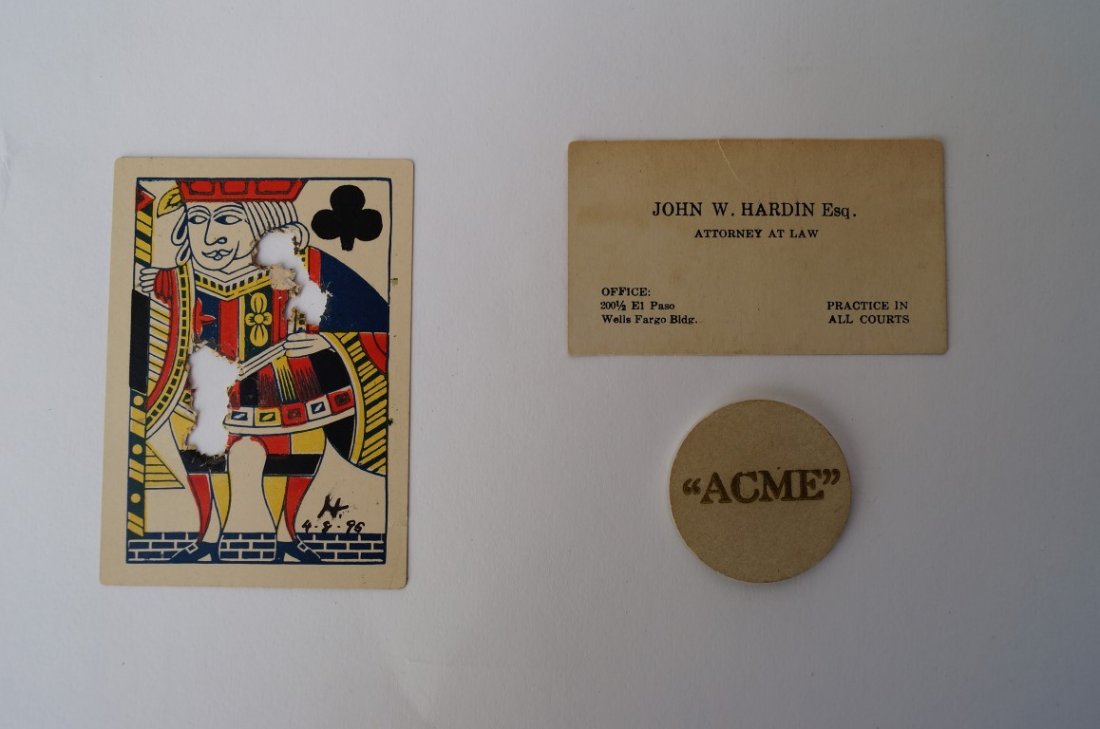 H.
4-8-96
JOHN W. HARDIN Esq.
ATTORNEY AT LAW
OFFICE:
200½ El Paso
Wells Fargo Bldg.
PRACTICE IN
ALL COURTS
“ACME”